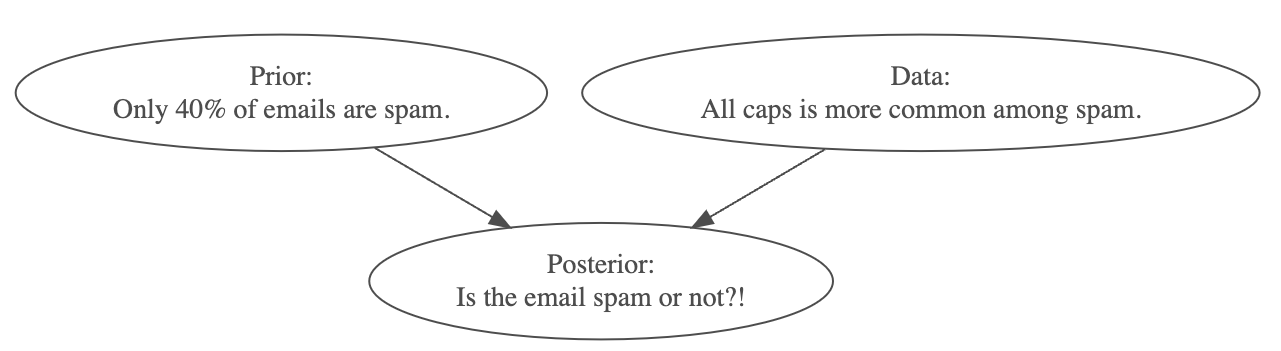 Prior:
Only 40% of emails are spam.
Data:
All caps is more common among spam.
Posterior:
Is the email spam or not?!